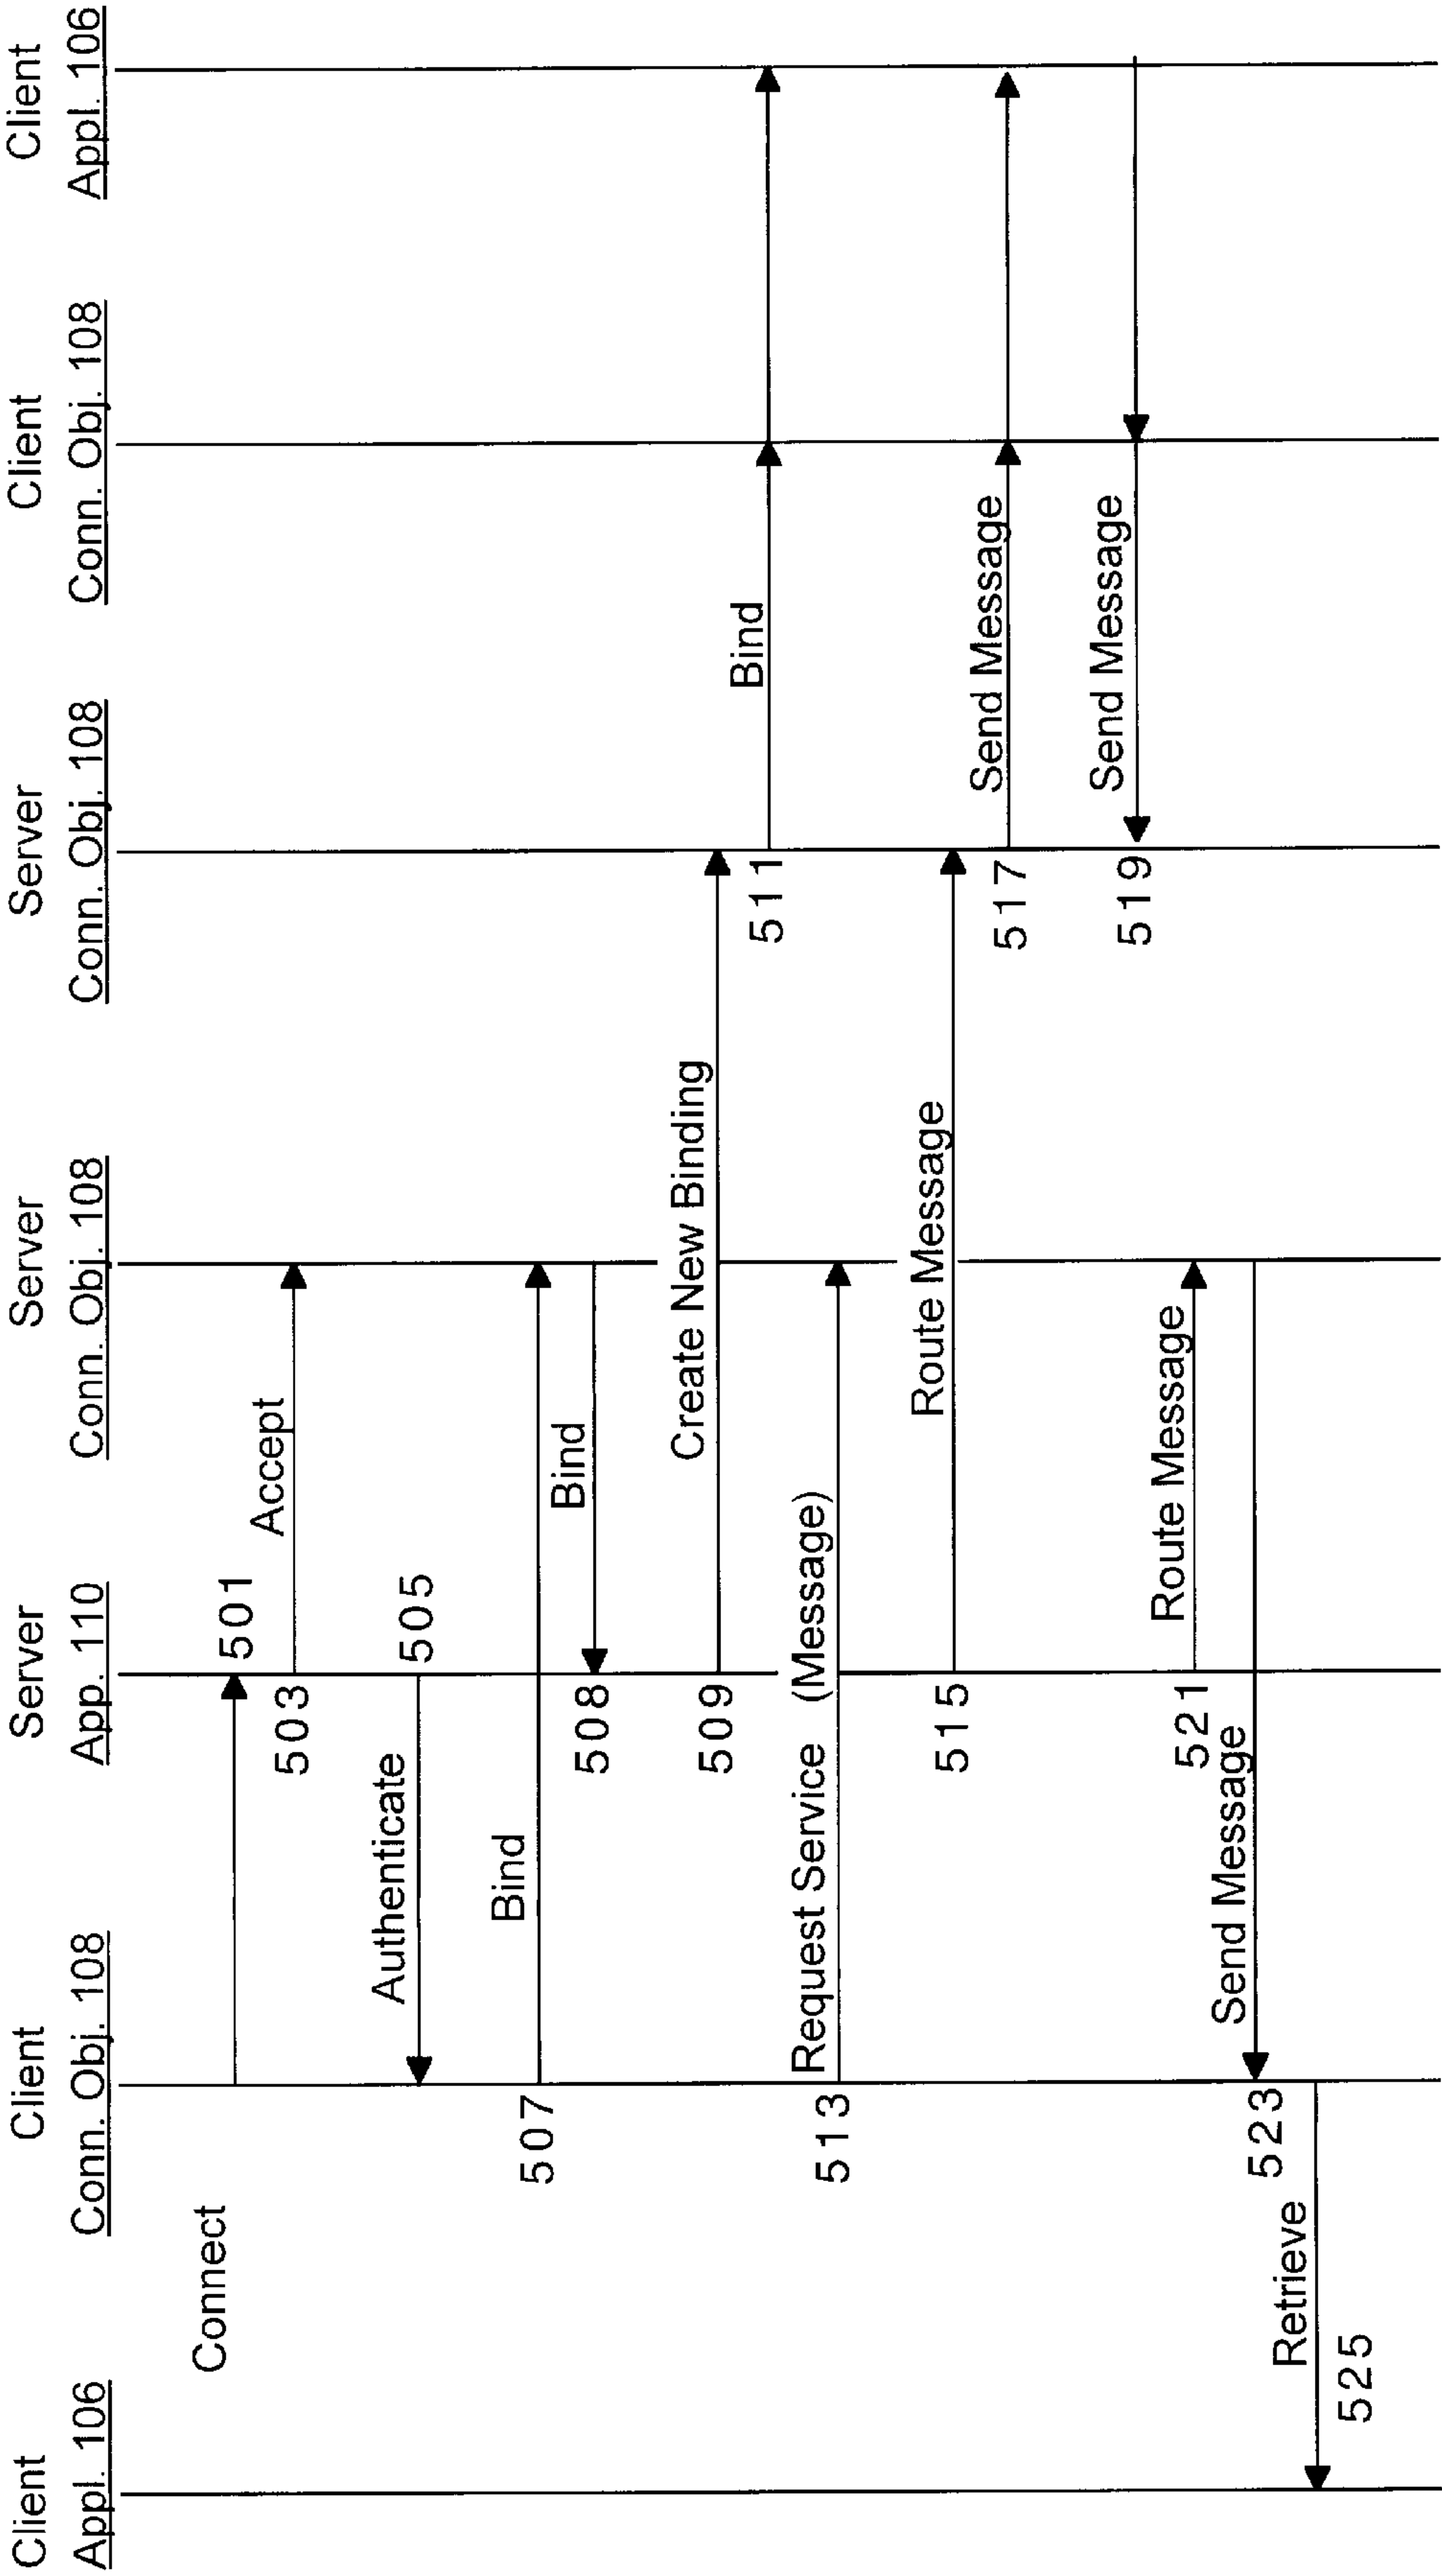 Client
Appl. 106
Client
Conn. Obj. 108
Server
App. 110
Server
Conn. Obj. 108
Server
Conn. Obj. 108
Client
Conn. Obj. 108
Client
Appl. 106
Connect
501
Accept
503
Authenticate
505
Bind
507
Bind
508
Create New Binding
509
Bind
511
Request Service (Message)
513
Route Message
515
Send Message
517
Send Message
519
Route Message
521
Send Message
523
Retrieve
525